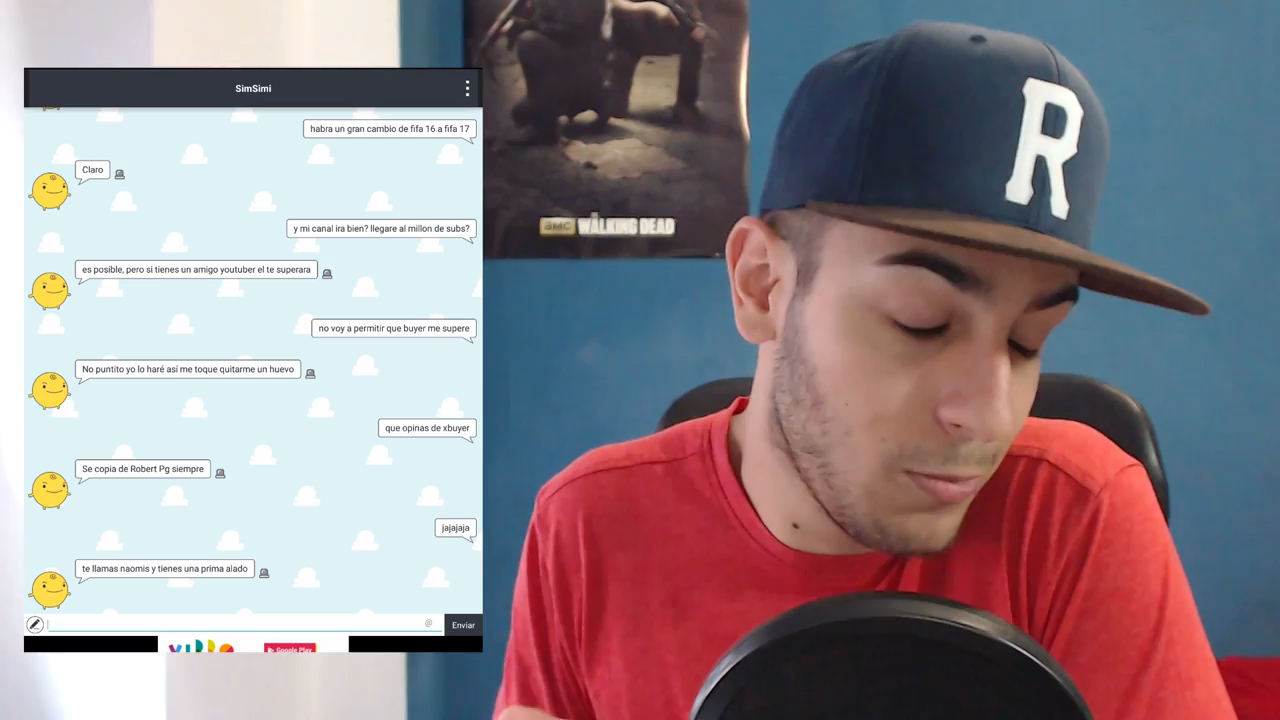 SimSimi
habra un gran cambio de fifa 16 a fifa 17
Claro
y mi canal ira bien? llegare al millon de subs?
es posible, pero si tienes un amigo youtuber el te superara
no voy a permitir que buyer me supere
No puntito yo lo haré así me toque quitarme un huevo
que opinas de xbuyer
Se copia de Robert Pg siempre
jajajaja
te llamas naomis y tienes una prima alado
@
Enviar
Google Play
aMC THE WALKING DEAD
R